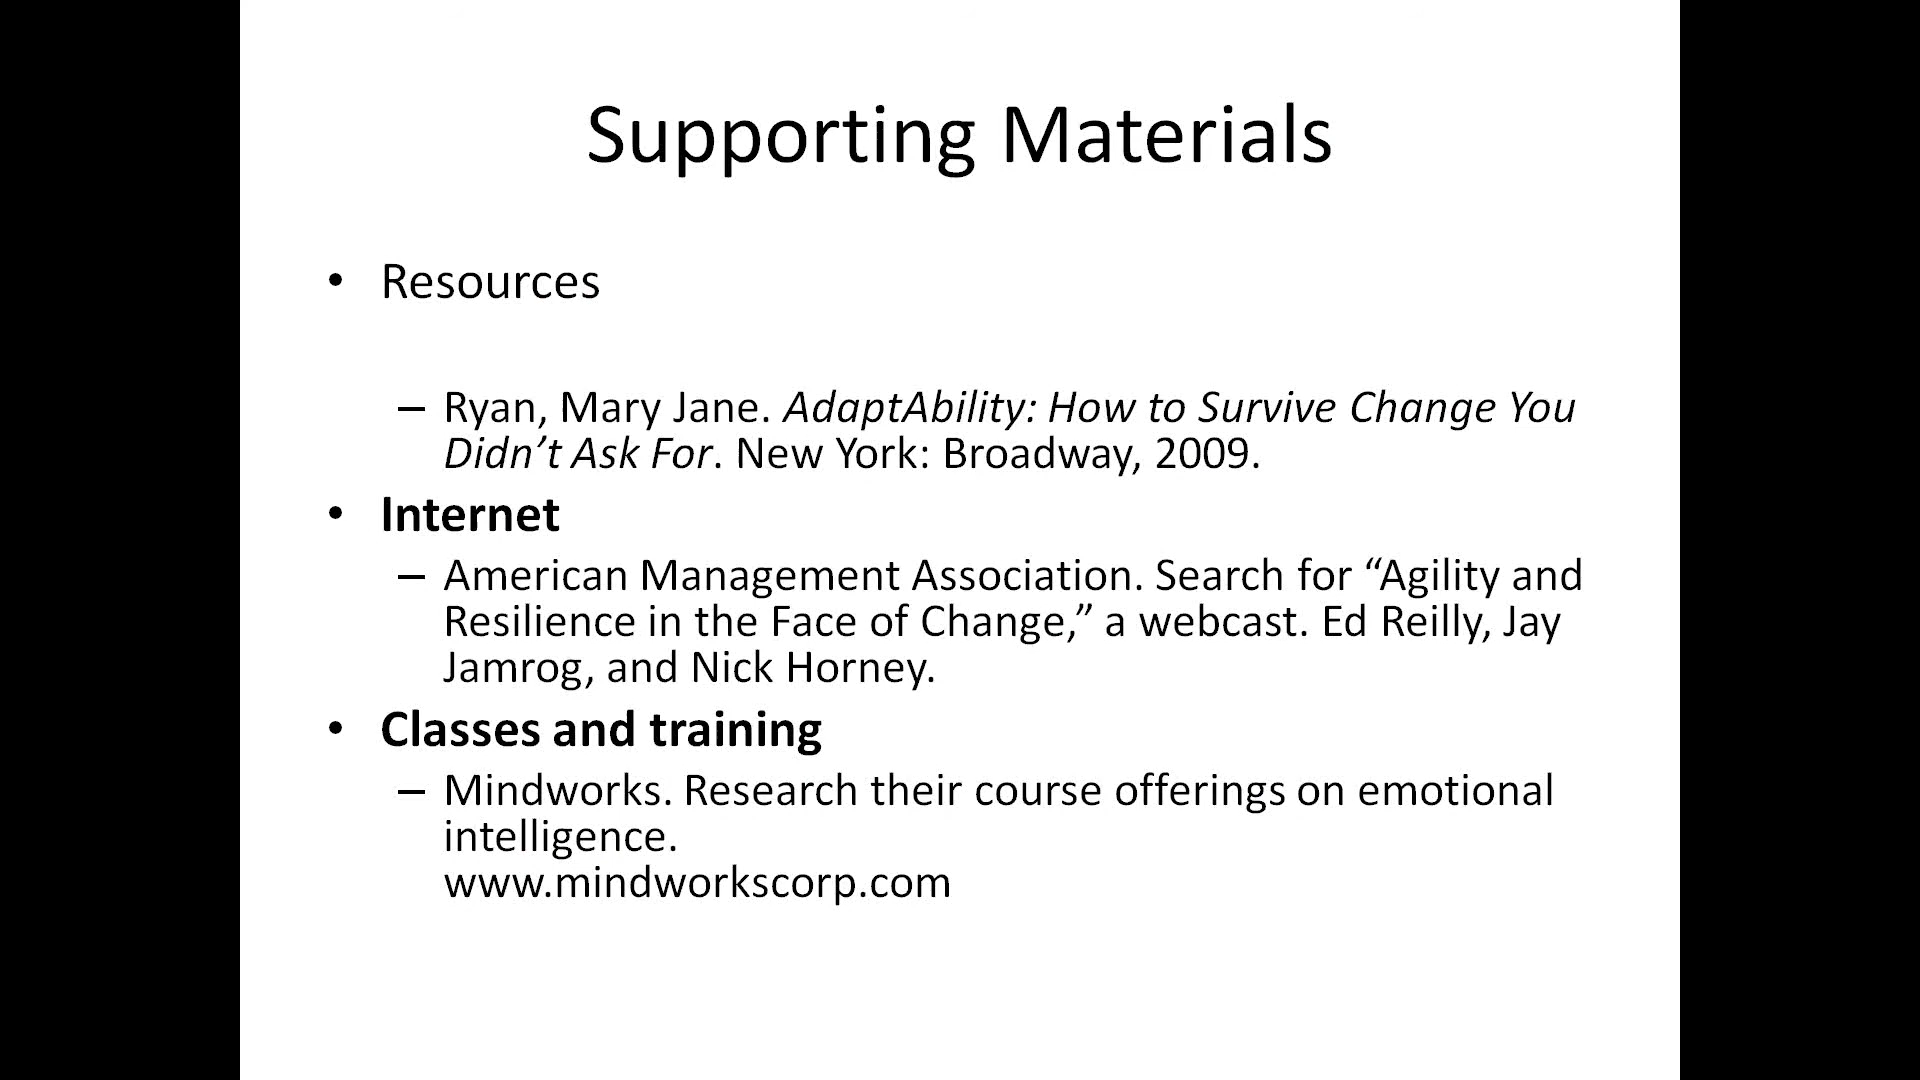 Supporting Materials
• Resources
– Ryan, Mary Jane. AdaptAbility: How to Survive Change You
Didn’t Ask For. New York: Broadway, 2009.
• Internet
– American Management Association. Search for “Agility and
Resilience in the Face of Change,” a webcast. Ed Reilly, Jay
Jamrog, and Nick Horney.
• Classes and training
– Mindworks. Research their course offerings on emotional
intelligence.
www.mindworkscorp.com